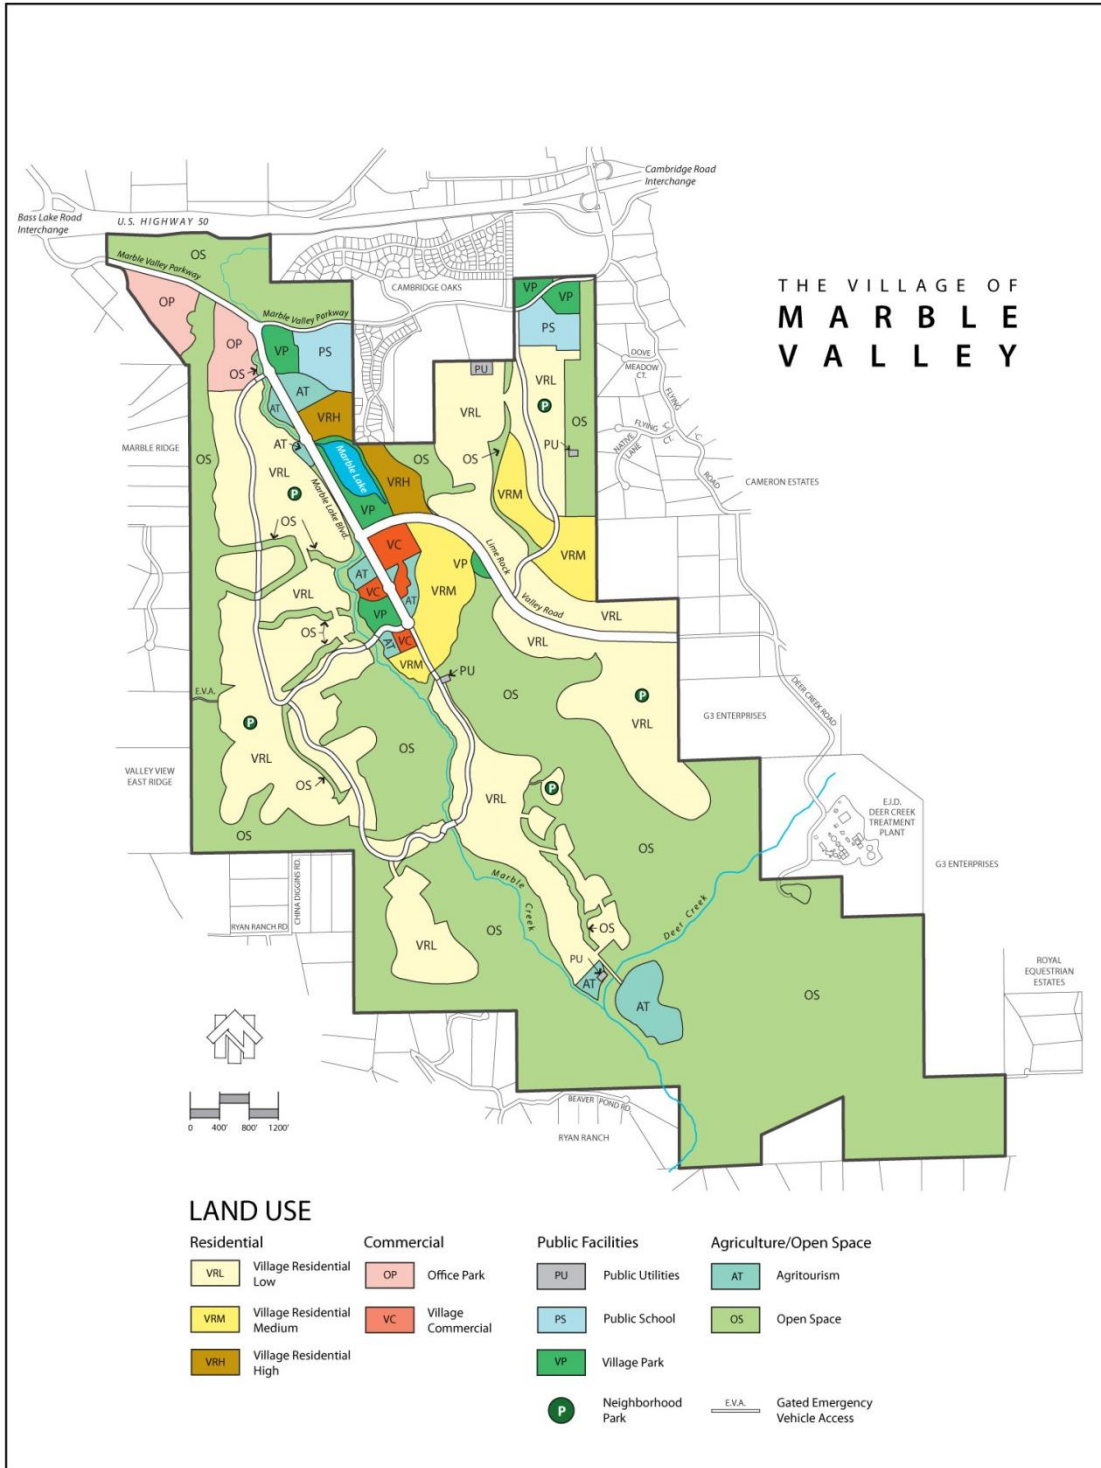 Cambridge Road
Interchange
Bass Lake Road
Interchange
U.S. HIGHWAY 50
OS
Marble Valley Parkway
CAMBRIDGE OAKS
THE VILLAGE OF
MARBLE
VALLEY
OP
VP
VP
Marble Valley Parkway
PS
OP
VP
PS
DOVE
MEADOW
CT.
OS
PU
VRL
AT
VRL
P
FLYING
C
ROAD
AT
VRH
OS
FLYING
C
CT.
NATIVE
LANE
MARBLE RIDGE
AT
PU
OS
OS
OS
VRL
Marble Lake
VRH
CAMERON ESTATES
P
Marble Lake Blvd.
VRM
VP
OS
VC
Lime Rock
Valley Road
VRM
VP
AT
VRL
VC
AT
VRM
VRL
VP
VRL
OS
AT
VC
VRM
PU
E.V.A.
OS
P
DEER CREEK ROAD
G3 ENTERPRISES
P
VRL
OS
VRL
VALLEY VIEW
EAST RIDGE
OS
VRL
P
E.I.D.
DEER CREEK
TREATMENT
PLANT
OS
OS
G3 ENTERPRISES
CHINA DIGGINS RD.
Marble
Creek
Deer Creek
RYAN RANCH RD.
OS
OS
VRL
PU
ROYAL
EQUESTRIAN
ESTATES
AT
OS
AT
0 400' 800' 1200'
BEAVER POND RD.
RYAN RANCH
LAND USE
Residential
VRL
Village Residential
Low
VRM
Village Residential
Medium
VRH
Village Residential
High
Commercial
OP
Office Park
VC
Village
Commercial
Public Facilities
PU
Public Utilities
PS
Public School
VP
Village Park
P
Neighborhood
Park
Agriculture/Open Space
AT
Agritourism
OS
Open Space
E.V.A.
Gated Emergency
Vehicle Access